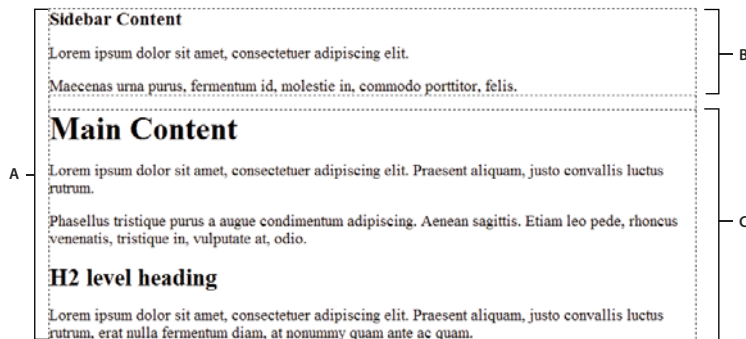 Sidebar Content
Lorem ipsum dolor sit amet, consectetuer adipiscing elit.
B
Maecenas urna purus, fermentum id, molestie in, commodo porttitor, felis.
Main Content
Lorem ipsum dolor sit amet, consectetuer adipiscing elit. Praesent aliquam, justo convallis luctus
A
rutrum.
Phasellus tristique purus a augue condimentum adipiscing. Aenean sagittis. Etiam leo pede, rhoncus
C
venenatis, tristique in, vulputate at, odio.
H2 level heading
Lorem ipsum dolor sit amet, consectetuer adipiscing elit. Praesent aliquam, justo convallis luctus
rutrum, erat nulla fermentum diam, at nonummy quam ante ac quam.